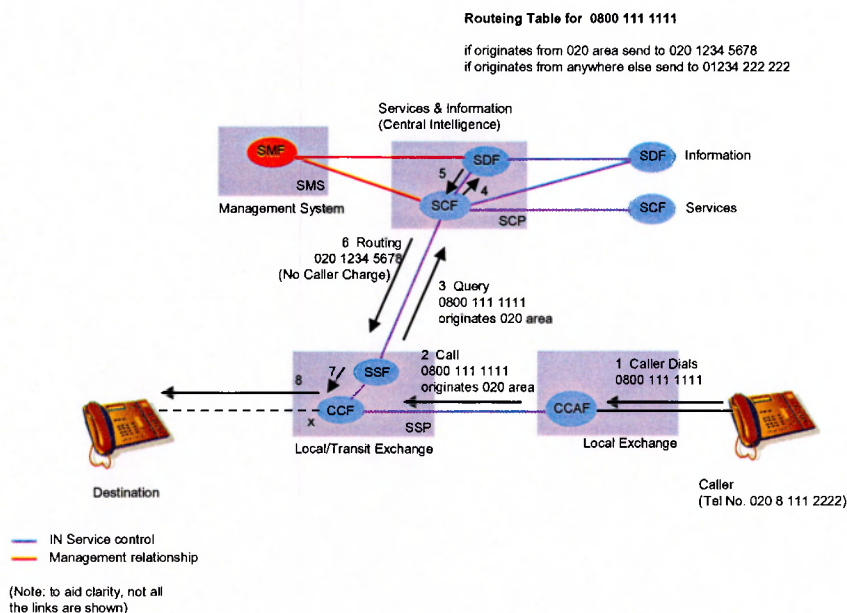 Routeing Table for 0800 111 1111
if originates from 020 area send to 020 1234 5678
if originates from anywhere else send to 01234 222 222
Services & Information
(Central Intelligence)
SMF
SMS
Management System
SDF
5
4
SCF
SCP
SDF
Information
SCF
Services
6 Routing
020 1234 5678
(No Caller Charge)
3 Query
0800 111 1111
originates 020 area
2 Call
0800 111 1111
originates 020 area
1 Caller Dials
0800 111 1111
8
7
SSF
CCF
x
SSP
Local/Transit Exchange
CCAF
Local Exchange
Destination
Caller
(Tel No. 020 8 111 2222)
IN Service control
Management relationship
(Note: to aid clarity, not all
the links are shown)